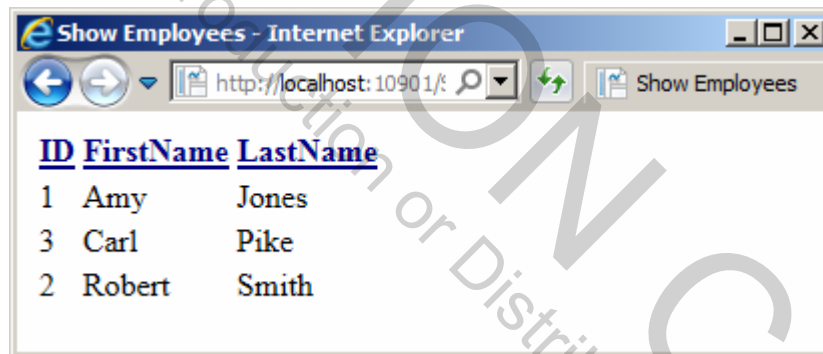 Show Employees - Internet Explorer
http://localhost:10901/ Show Employees
ID FirstName LastName
1 Amy Jones
3 Carl Pike
2 Robert Smith